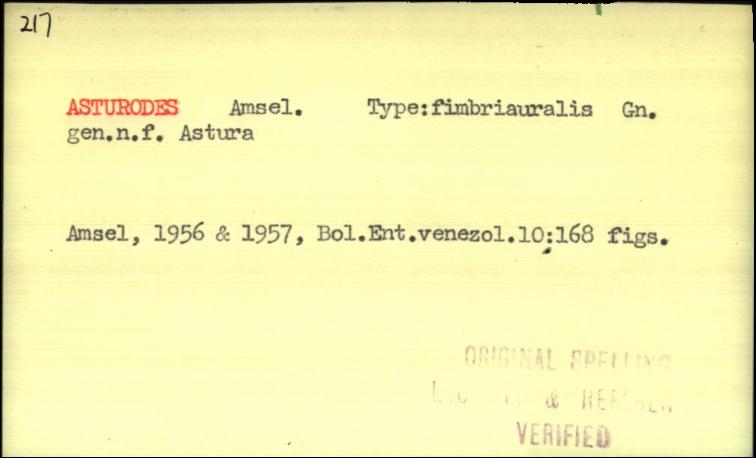 217
ASTURODES Amsel. Type:fimbriauralis Gn.
gen.n.f. Astura
Amsel, 1956 & 1957, Bol.Ent.venezol.10:168 figs.
ORIGINAL SPELLING
&
VERIFIED